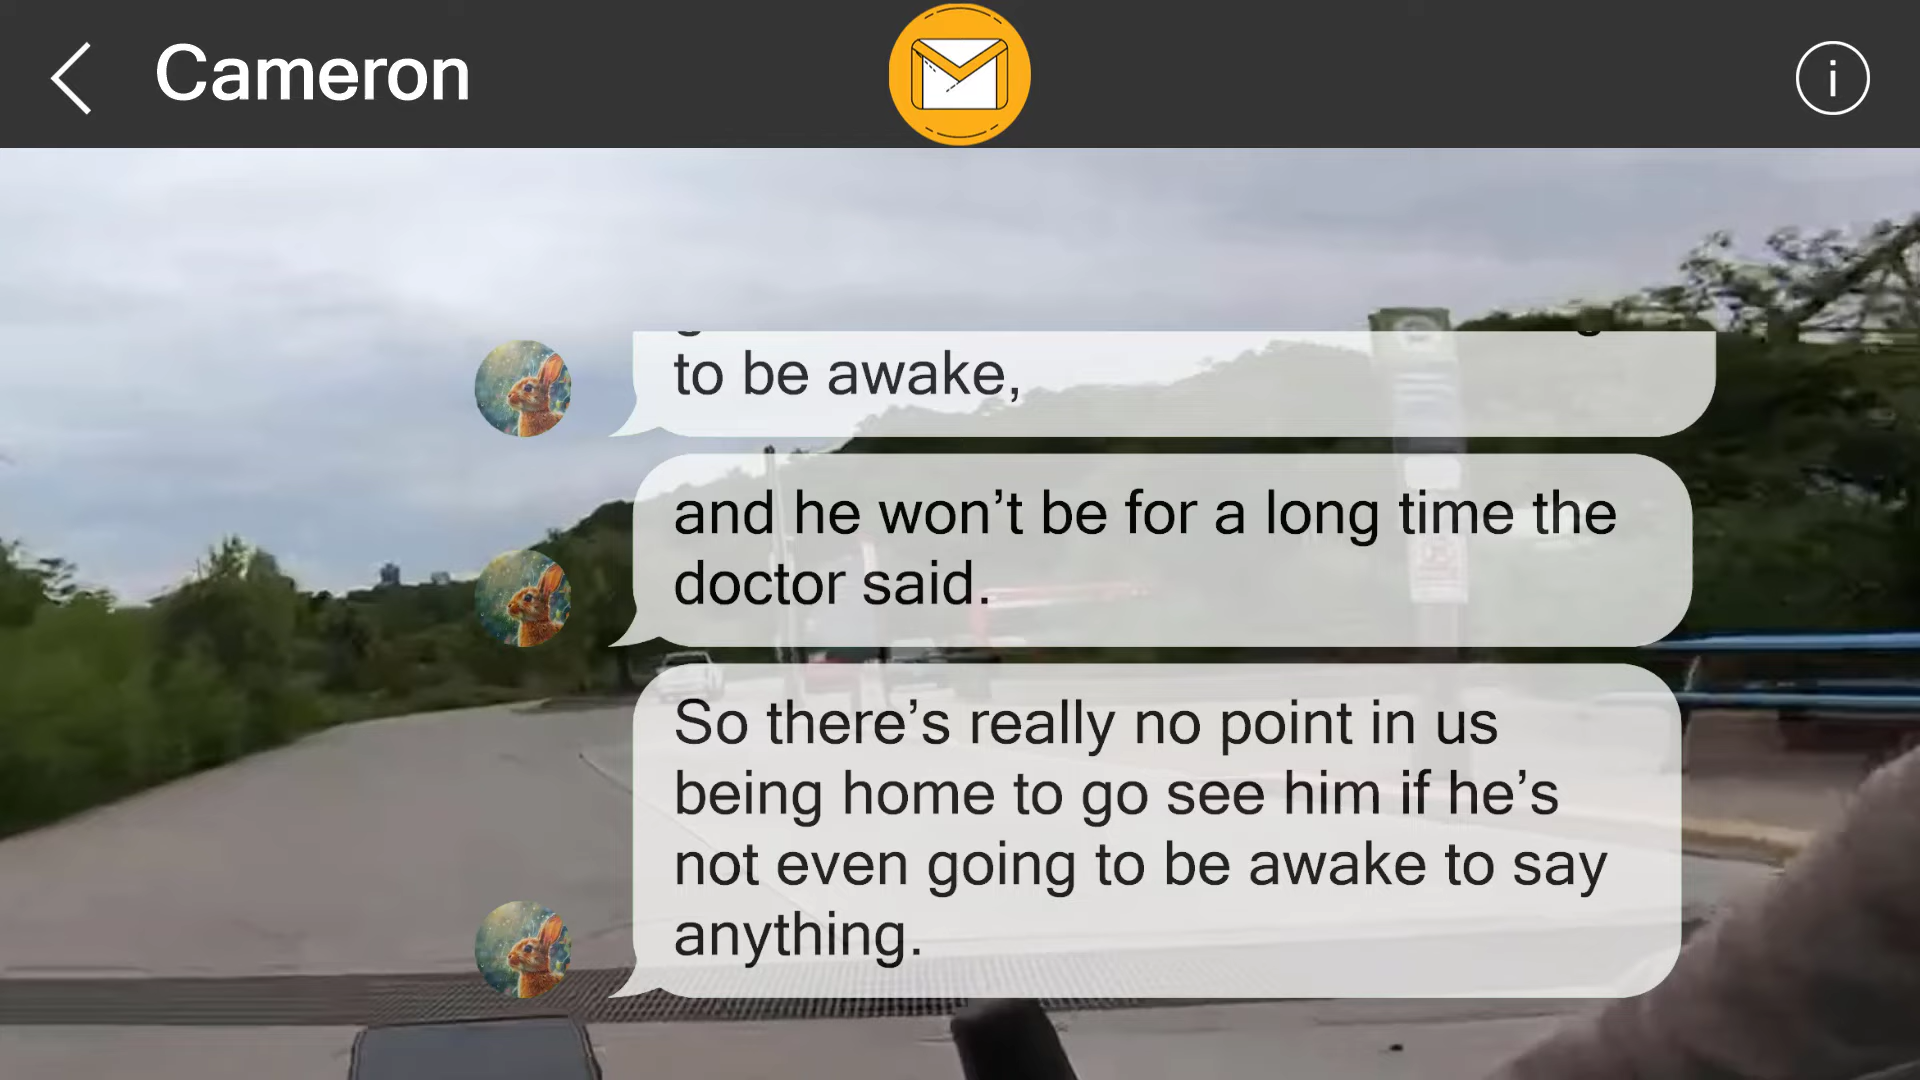 Cameron
to be awake,
and he won’t be for a long time the
doctor said.
So there’s really no point in us
being home to go see him if he’s
not even going to be awake to say
anything.